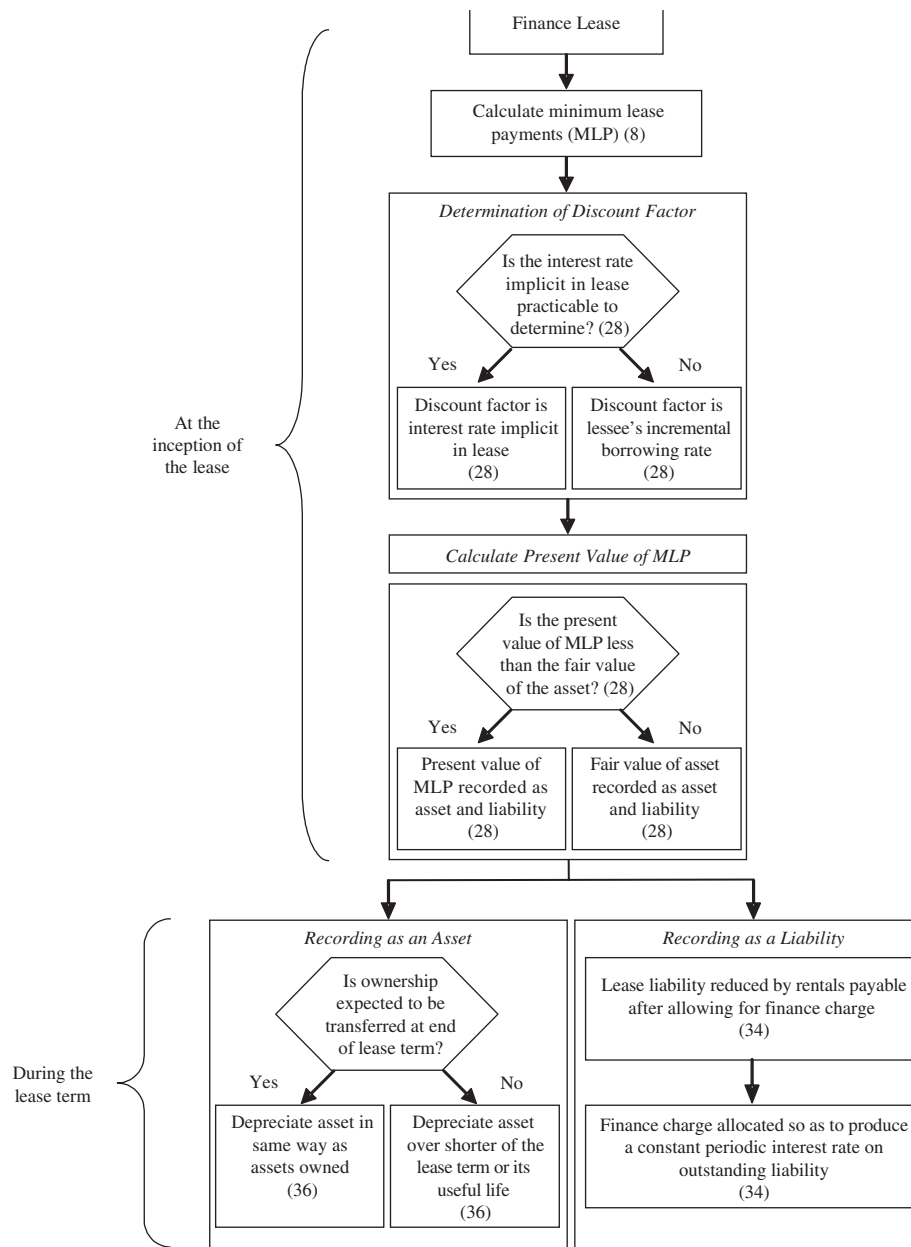 Finance Lease
Calculate minimum lease
payments (MLP) (8)
Determination of Discount Factor
Is the interest rate
implicit in lease
practicable to
determine? (28)
Yes
No
Discount factor is
interest rate implicit
in lease
(28)
Discount factor is
lessee's incremental
borrowing rate
(28)
At the
inception of
the lease
Calculate Present Value of MLP
Is the present
value of MLP less
than the fair value
of the asset? (28)
Yes
No
Present value of
MLP recorded as
asset and liability
(28)
Fair value of asset
recorded as asset
and liability
(28)
Recording as an Asset
Is ownership
expected to be
transferred at end
of lease term?
Yes
No
Depreciate asset in
same way as
assets owned
(36)
Depreciate asset
over shorter of the
lease term or its
useful life
(36)
During the
lease term
Recording as a Liability
Lease liability reduced by rentals payable
after allowing for finance charge
(34)
Finance charge allocated so as to produce
a constant periodic interest rate on
outstanding liability
(34)